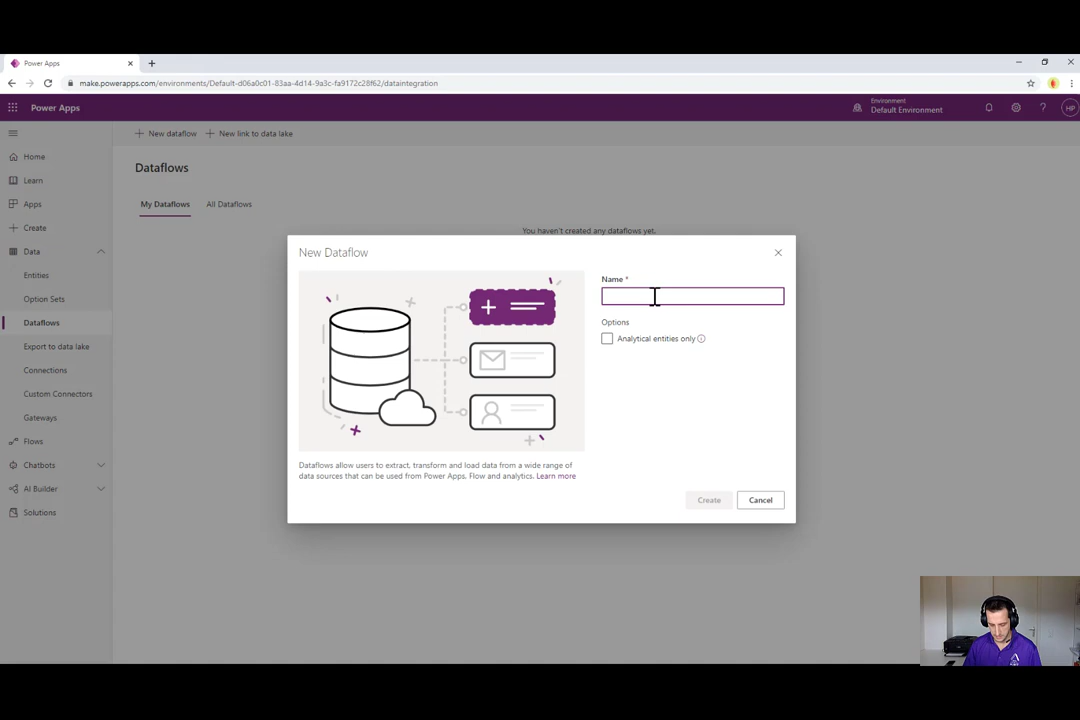 Power Apps
make.powerapps.com/environments/Default-d06a0c01-83aa-4d14-9a3c-fa9172c28f62/dataintegration
Power Apps
Environment
Default Environment
HP
New dataflow
New link to data lake
Home
Learn
Apps
Create
Data
Entities
Option Sets
Dataflows
Export to data lake
Connections
Custom Connectors
Gateways
Flows
Chatbots
AI Builder
Solutions
Dataflows
My Dataflows
All Dataflows
You haven't created any dataflows yet.
New Dataflow
Name *
Options
Analytical entities only
Dataflows allow users to extract, transform and load data from a wide range of
data sources that can be used from Power Apps, Flow and analytics. Learn more
Create
Cancel